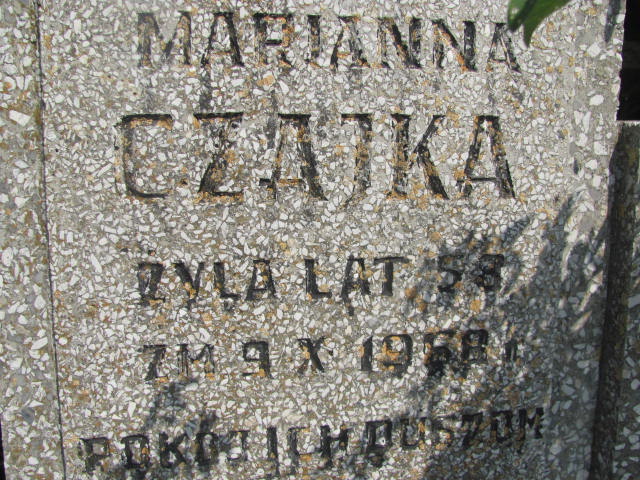 MARIANNA
CZAJKA
ŻYŁA LAT 58
ZM 9 X 1968 R
POKÓJ ICH DUSZOM